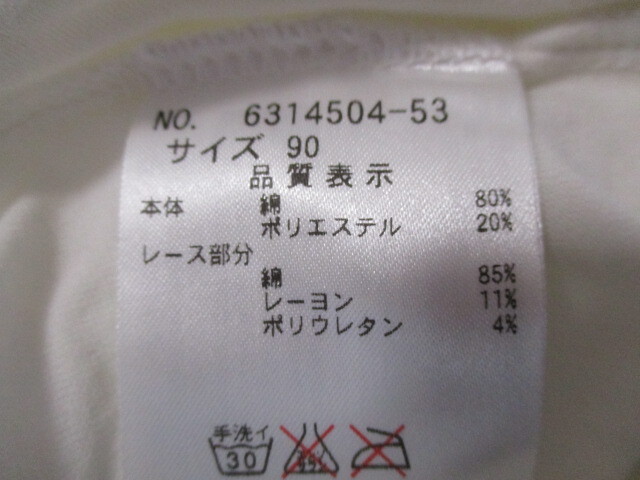 NO. 6314504-53
サイズ 90
品質表示
本体 綿 80%
ポリエステル 20%
レース部分
綿 85%
レーヨン 11%
ポリウレタン 4%
手洗イ
30